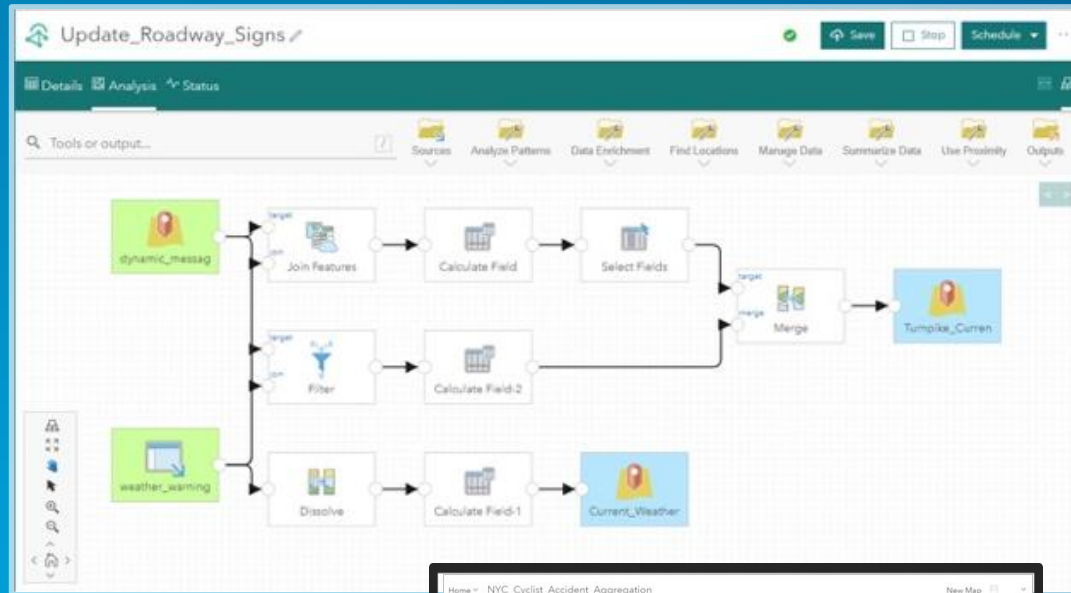 Update_Roadway_Signs
Save
Stop
Schedule
Details
Analysis
Status
Tools or output...
Sources
Analyze Patterns
Data Enrichment
Find Locations
Manage Data
Summarize Data
Use Proximity
Outputs
dynamic_messag
target
join
Join Features
Calculate Field
Select Fields
target
merge
Merge
Turnpike_Curren
target
join
Filter
Calculate Field-2
weather_warning
Dissolve
Calculate Field-1
Current_Weather
Home NYC_Cyclist_Accident_Aggregation
New Map